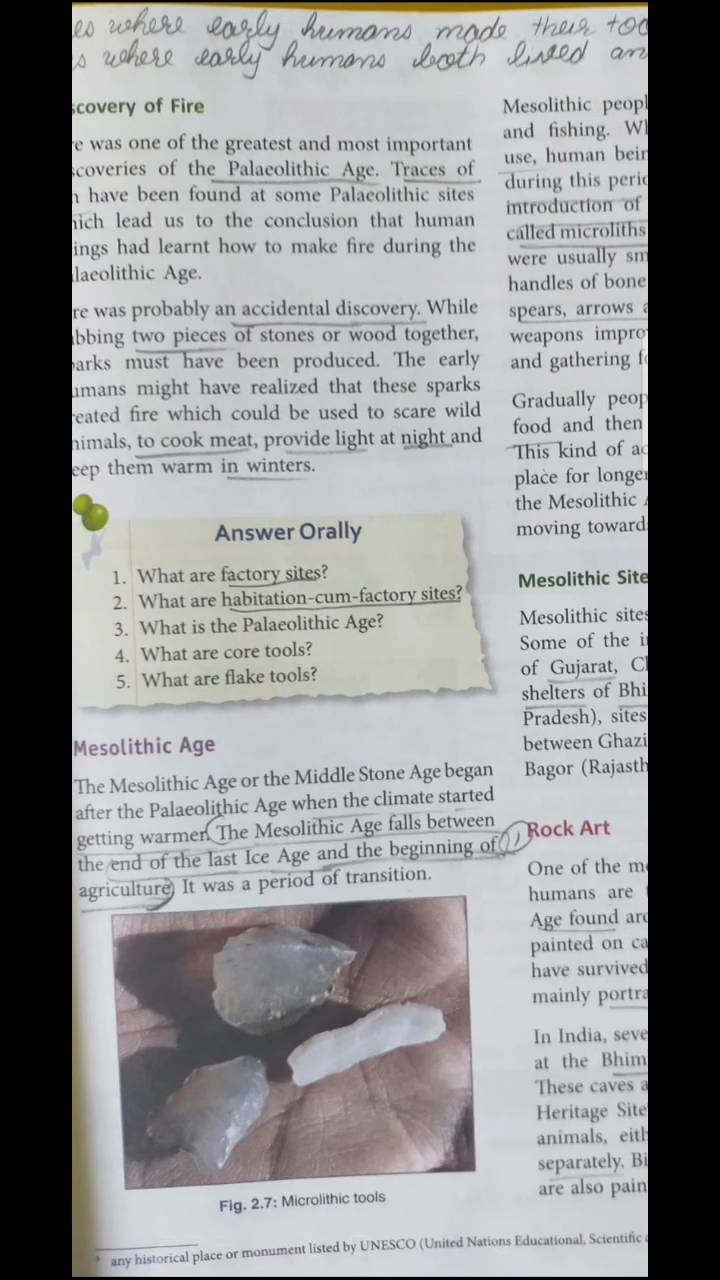 es where early humans made their too
s where early humans both lived an
scovery of Fire
e was one of the greatest and most important
scoveries of the Palaeolithic Age. Traces of
h have been found at some Palaeolithic sites
hich lead us to the conclusion that human
ings had learnt how to make fire during the
laeolithic Age.
re was probably an accidental discovery. While
bbing two pieces of stones or wood together,
parks must have been produced. The early
umans might have realized that these sparks
reated fire which could be used to scare wild
nimals, to cook meat, provide light at night and
eep them warm in winters.
Answer Orally
1. What are factory sites?
2. What are habitation-cum-factory sites?
3. What is the Palaeolithic Age?
4. What are core tools?
5. What are flake tools?
Mesolithic Age
The Mesolithic Age or the Middle Stone Age began
after the Palaeolithic Age when the climate started
getting warmer. The Mesolithic Age falls between
the end of the last Ice Age and the beginning of
agriculture. It was a period of transition.
Fig. 2.7: Microlithic tools
Mesolithic peopl
and fishing. Wh
use, human bein
during this perio
introduction of
called microliths
were usually sm
handles of bone
spears, arrows a
weapons impro
and gathering fo
Gradually peop
food and then
This kind of ac
place for longer
the Mesolithic A
moving toward
Mesolithic Site
Mesolithic sites
Some of the i
of Gujarat, C
shelters of Bhi
Pradesh), sites
between Ghazi
Bagor (Rajasth
Rock Art
One of the m
humans are
Age found aro
painted on ca
have survived
mainly portra
In India, seve
at the Bhim
These caves a
Heritage Site
animals, eith
separately. Bi
are also pain
* any historical place or monument listed by UNESCO (United Nations Educational, Scientific a